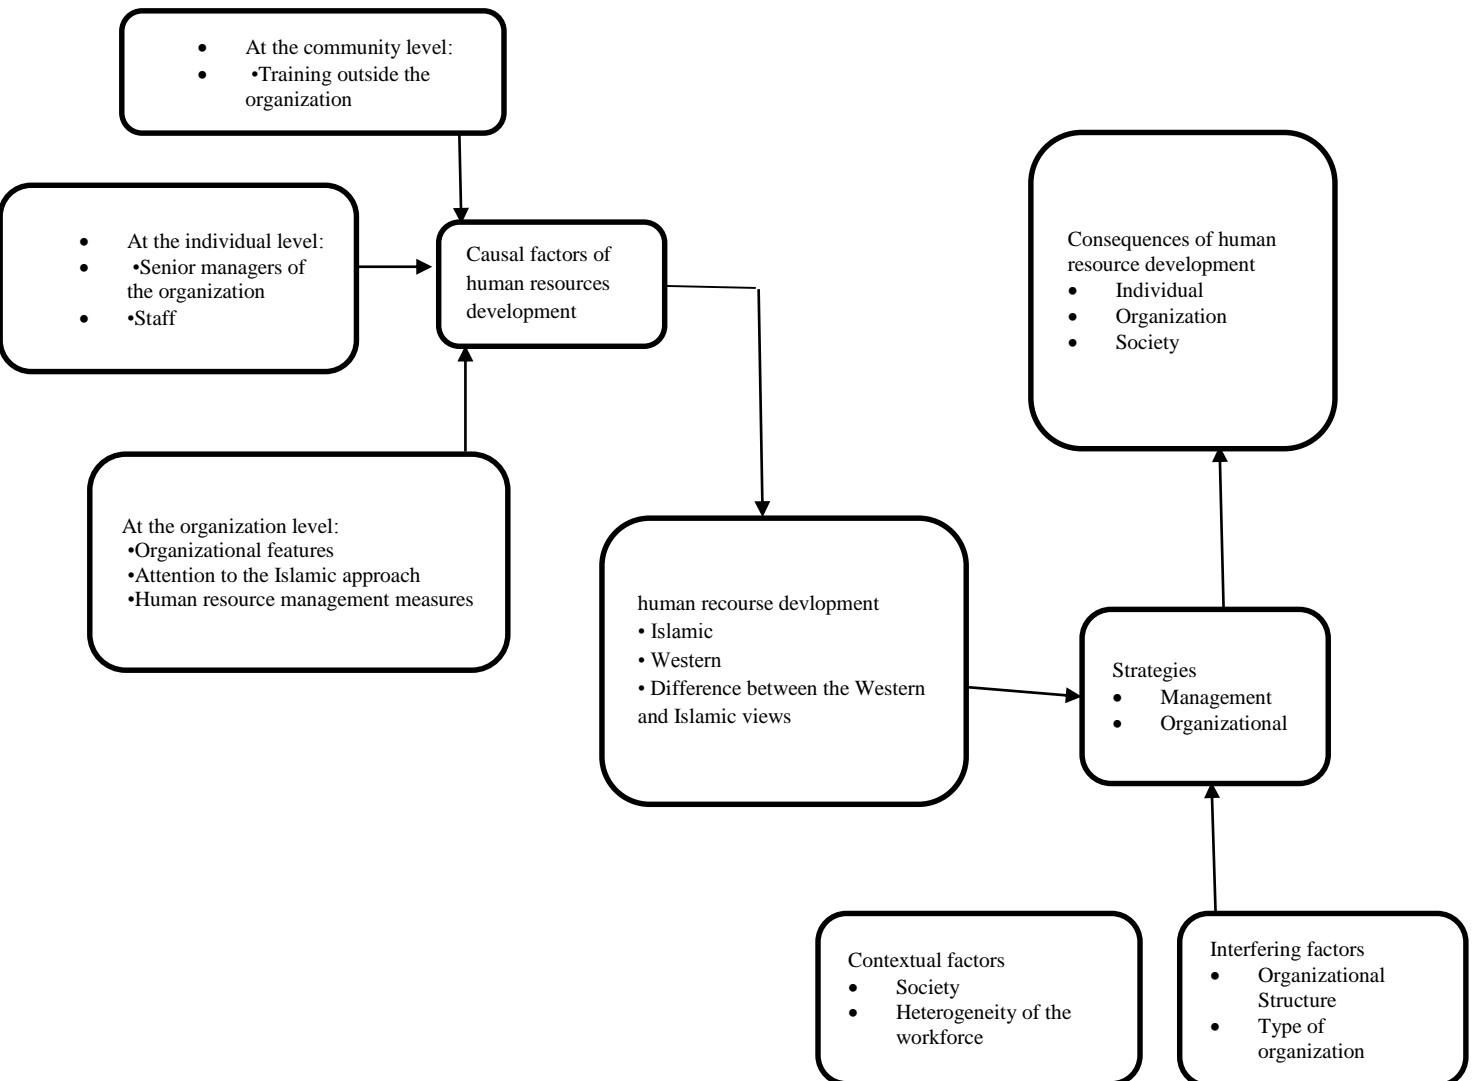 • At the community level:
• •Training outside the
organization
• At the individual level:
• •Senior managers of
the organization
• •Staff
Causal factors of
human resources
development
At the organization level:
•Organizational features
•Attention to the Islamic approach
•Human resource management measures
human recourse devlopment
• Islamic
• Western
• Difference between the Western
and Islamic views
Consequences of human
resource development
• Individual
• Organization
• Society
Strategies
• Management
• Organizational
Contextual factors
• Society
• Heterogeneity of the
workforce
Interfering factors
• Organizational
Structure
• Type of
organization